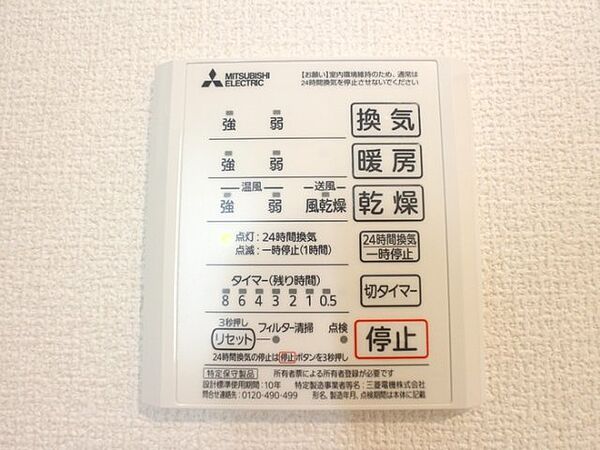 MITSUBISHI
ELECTRIC
【お願い】室内環境維持のため、通常は
24時間換気を停止させないでください
強 弱 換気
強 弱 暖房
温風 送風
強 弱 風乾燥 乾燥
点灯:24時間換気
点滅:一時停止(1時間)
24時間換気
一時停止
タイマー(残り時間)
8 6 4 3 2 1 0.5
切タイマー
3秒押し
リセット フィルター清掃 点検
停止
24時間換気の停止は停止ボタンを3秒押し
特定保守製品 所有者票による所有者登録が必要です
設計標準使用期間:10年 特定製造事業者等名:三菱電機株式会社
問合せ連絡先:0120-490-499 形名、製造年月、点検期間は本体に記載